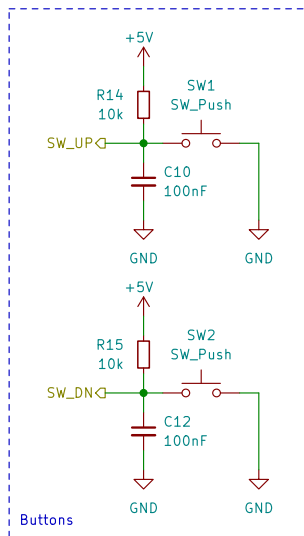 +5V
R14
10k
SW1
SW_Push
SW_UP
C10
100nF
GND
GND
+5V
R15
10k
SW2
SW_Push
SW_DN
C12
100nF
GND
GND
Buttons